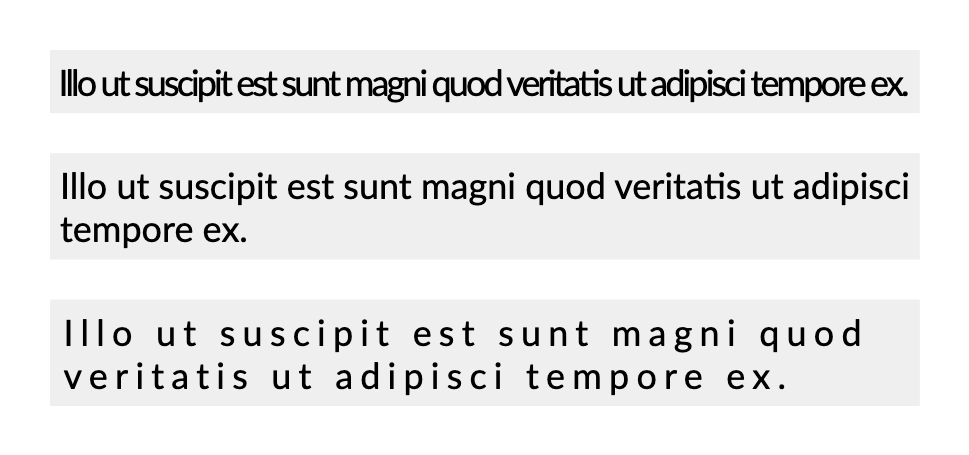 Illo ut suscipit est sunt magni quod veritatis ut adipisci tempore ex.
Illo ut suscipit est sunt magni quod veritatis ut adipisci
tempore ex.
Illo ut suscipit est sunt magni quod
veritatis ut adipisci tempore ex.